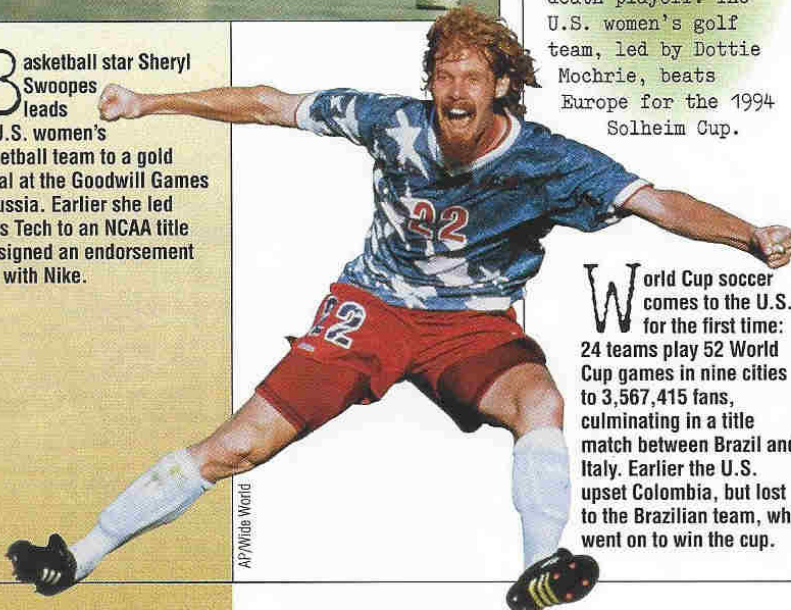 Basketball star Sheryl
Swoopes
leads
U.S. women's
etball team to a gold
al at the Goodwill Games
ussia. Earlier she led
s Tech to an NCAA title
signed an endorsement
with Nike.
U.S. women's golf
team, led by Dottie
Mochrie, beats
Europe for the 1994
Solheim Cup.
22
22
World Cup soccer
comes to the U.S.
for the first time:
24 teams play 52 World
Cup games in nine cities
to 3,567,415 fans,
culminating in a title
match between Brazil and
Italy. Earlier the U.S.
upset Colombia, but lost
to the Brazilian team, wh
went on to win the cup.
AP/Wide World